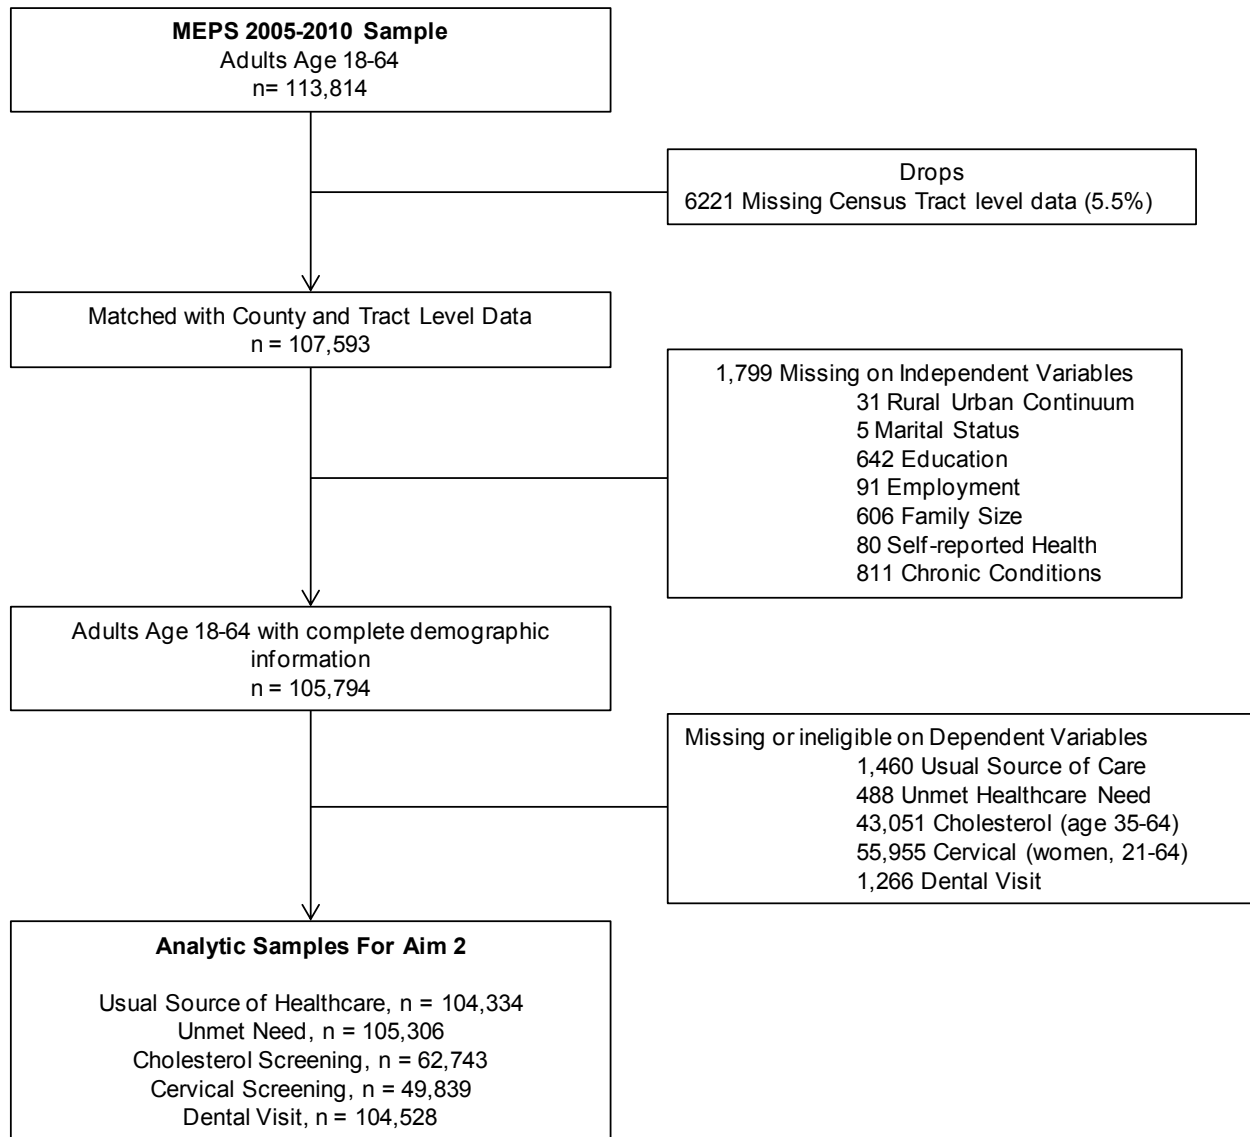 MEPS 2005-2010 Sample
Adults Age 18-64
n= 113,814
Drops
6221 Missing Census Tract level data (5.5%)
Matched with County and Tract Level Data
n = 107,593
1,799 Missing on Independent Variables
31 Rural Urban Continuum
5 Marital Status
642 Education
91 Employment
606 Family Size
80 Self-reported Health
811 Chronic Conditions
Adults Age 18-64 with complete demographic
information
n = 105,794
Missing or ineligible on Dependent Variables
1,460 Usual Source of Care
488 Unmet Healthcare Need
43,051 Cholesterol (age 35-64)
55,955 Cervical (women, 21-64)
1,266 Dental Visit
Analytic Samples For Aim 2
Usual Source of Healthcare, n = 104,334
Unmet Need, n = 105,306
Cholesterol Screening, n = 62,743
Cervical Screening, n = 49,839
Dental Visit, n = 104,528